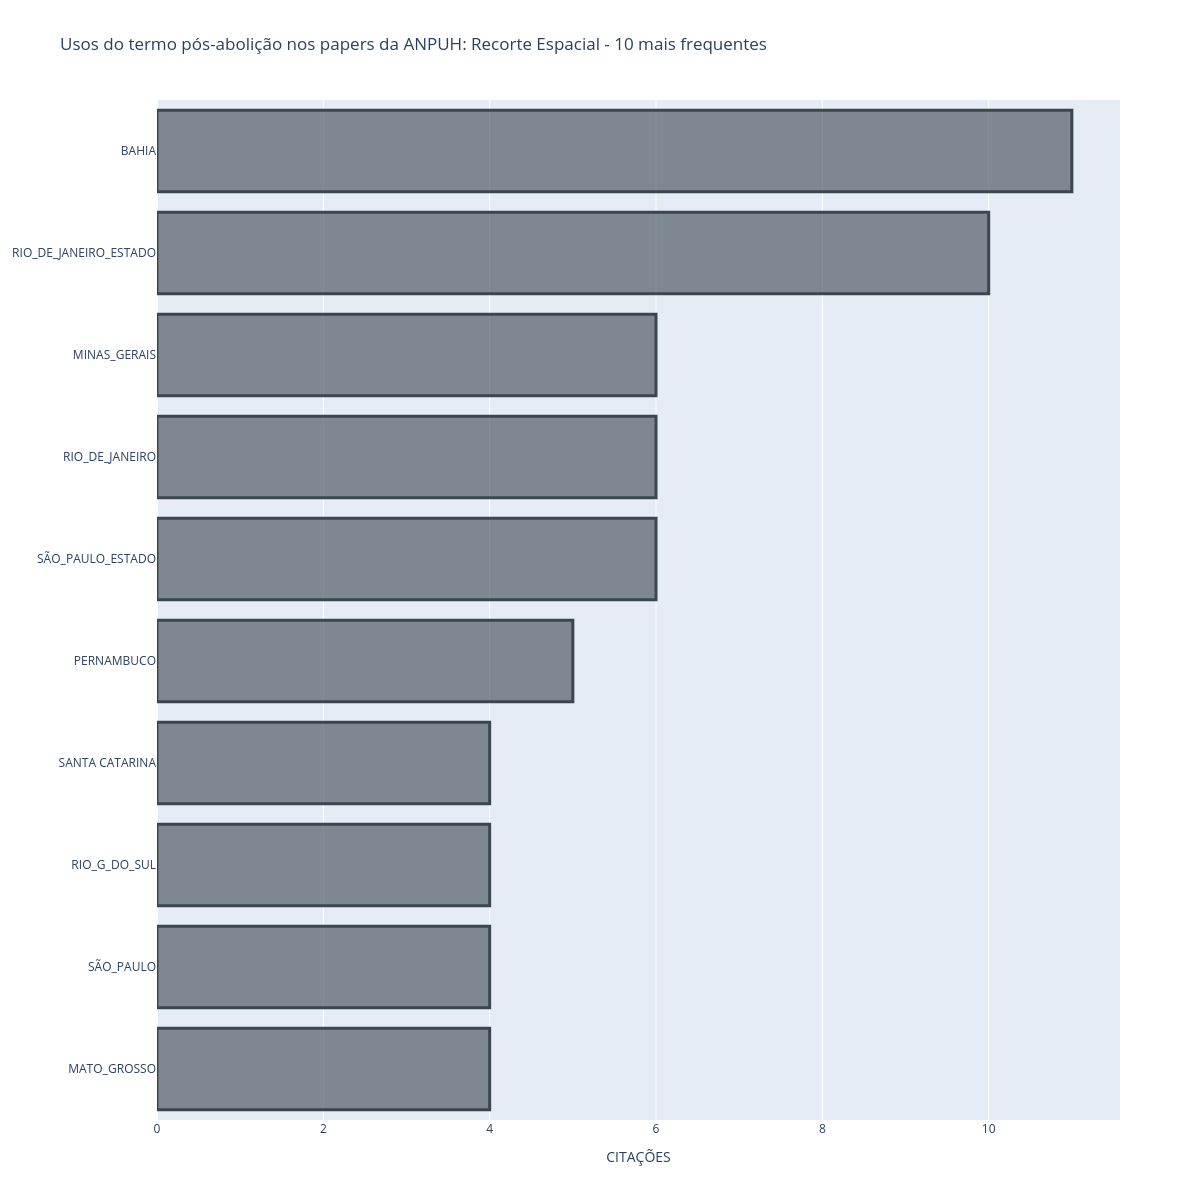 Usos do termo pós-abolição nos papers da ANPUH: Recorte Espacial - 10 mais frequentes
BAHIA
RIO_DE_JANEIRO_ESTADO
MINAS_GERAIS
RIO_DE_JANEIRO
SÃO_PAULO_ESTADO
PERNAMBUCO
SANTA CATARINA
RIO_G_DO_SUL
SÃO_PAULO
MATO_GROSSO
0 2 4 6 8 10
CITAÇÕES